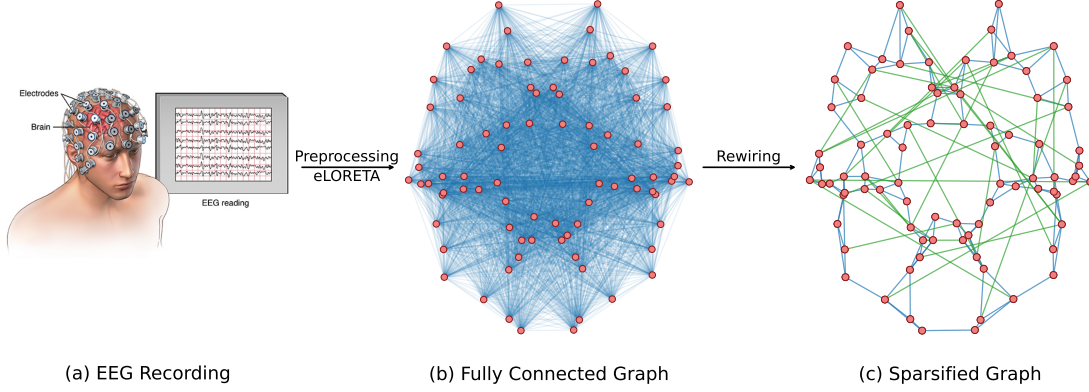 Electrodes
Brain
EEG reading
Preprocessing
eLORETA
Rewiring
(a) EEG Recording
(b) Fully Connected Graph
(c) Sparsified Graph